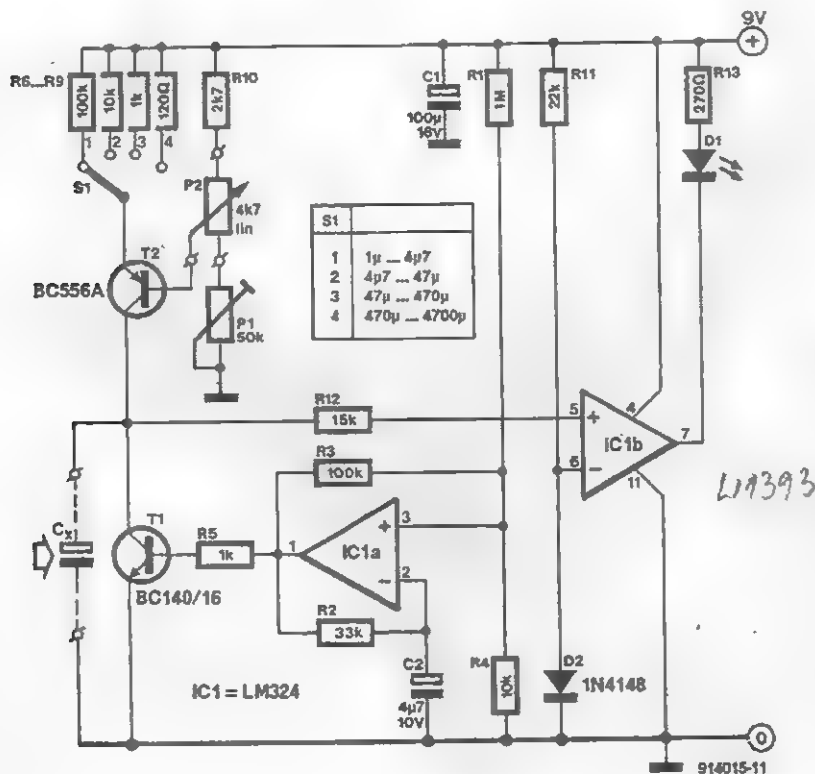 9V
+
R6...R9
100k
10k
1k
120Ω
R10
2k7
C1
100µ
16V
R1
1M
R11
22k
R13
270Ω
D1
1
2
3
4
S1
P2
4k7
lin
T2
BC556A
P1
50k
S1
1 1µ ... 4µ7
2 4µ7 ... 47µ
3 47µ ... 470µ
4 470µ ... 4700µ
R12
15k
5
+
4
IC1b
7
6
−
11
LM393
R3
100k
Cx
T1
R5
1k
1
IC1a
+
3
−
2
BC140/16
R2
33k
C2
4µ7
10V
R4
10k
D2
1N4148
IC1 = LM324
0
914015-11